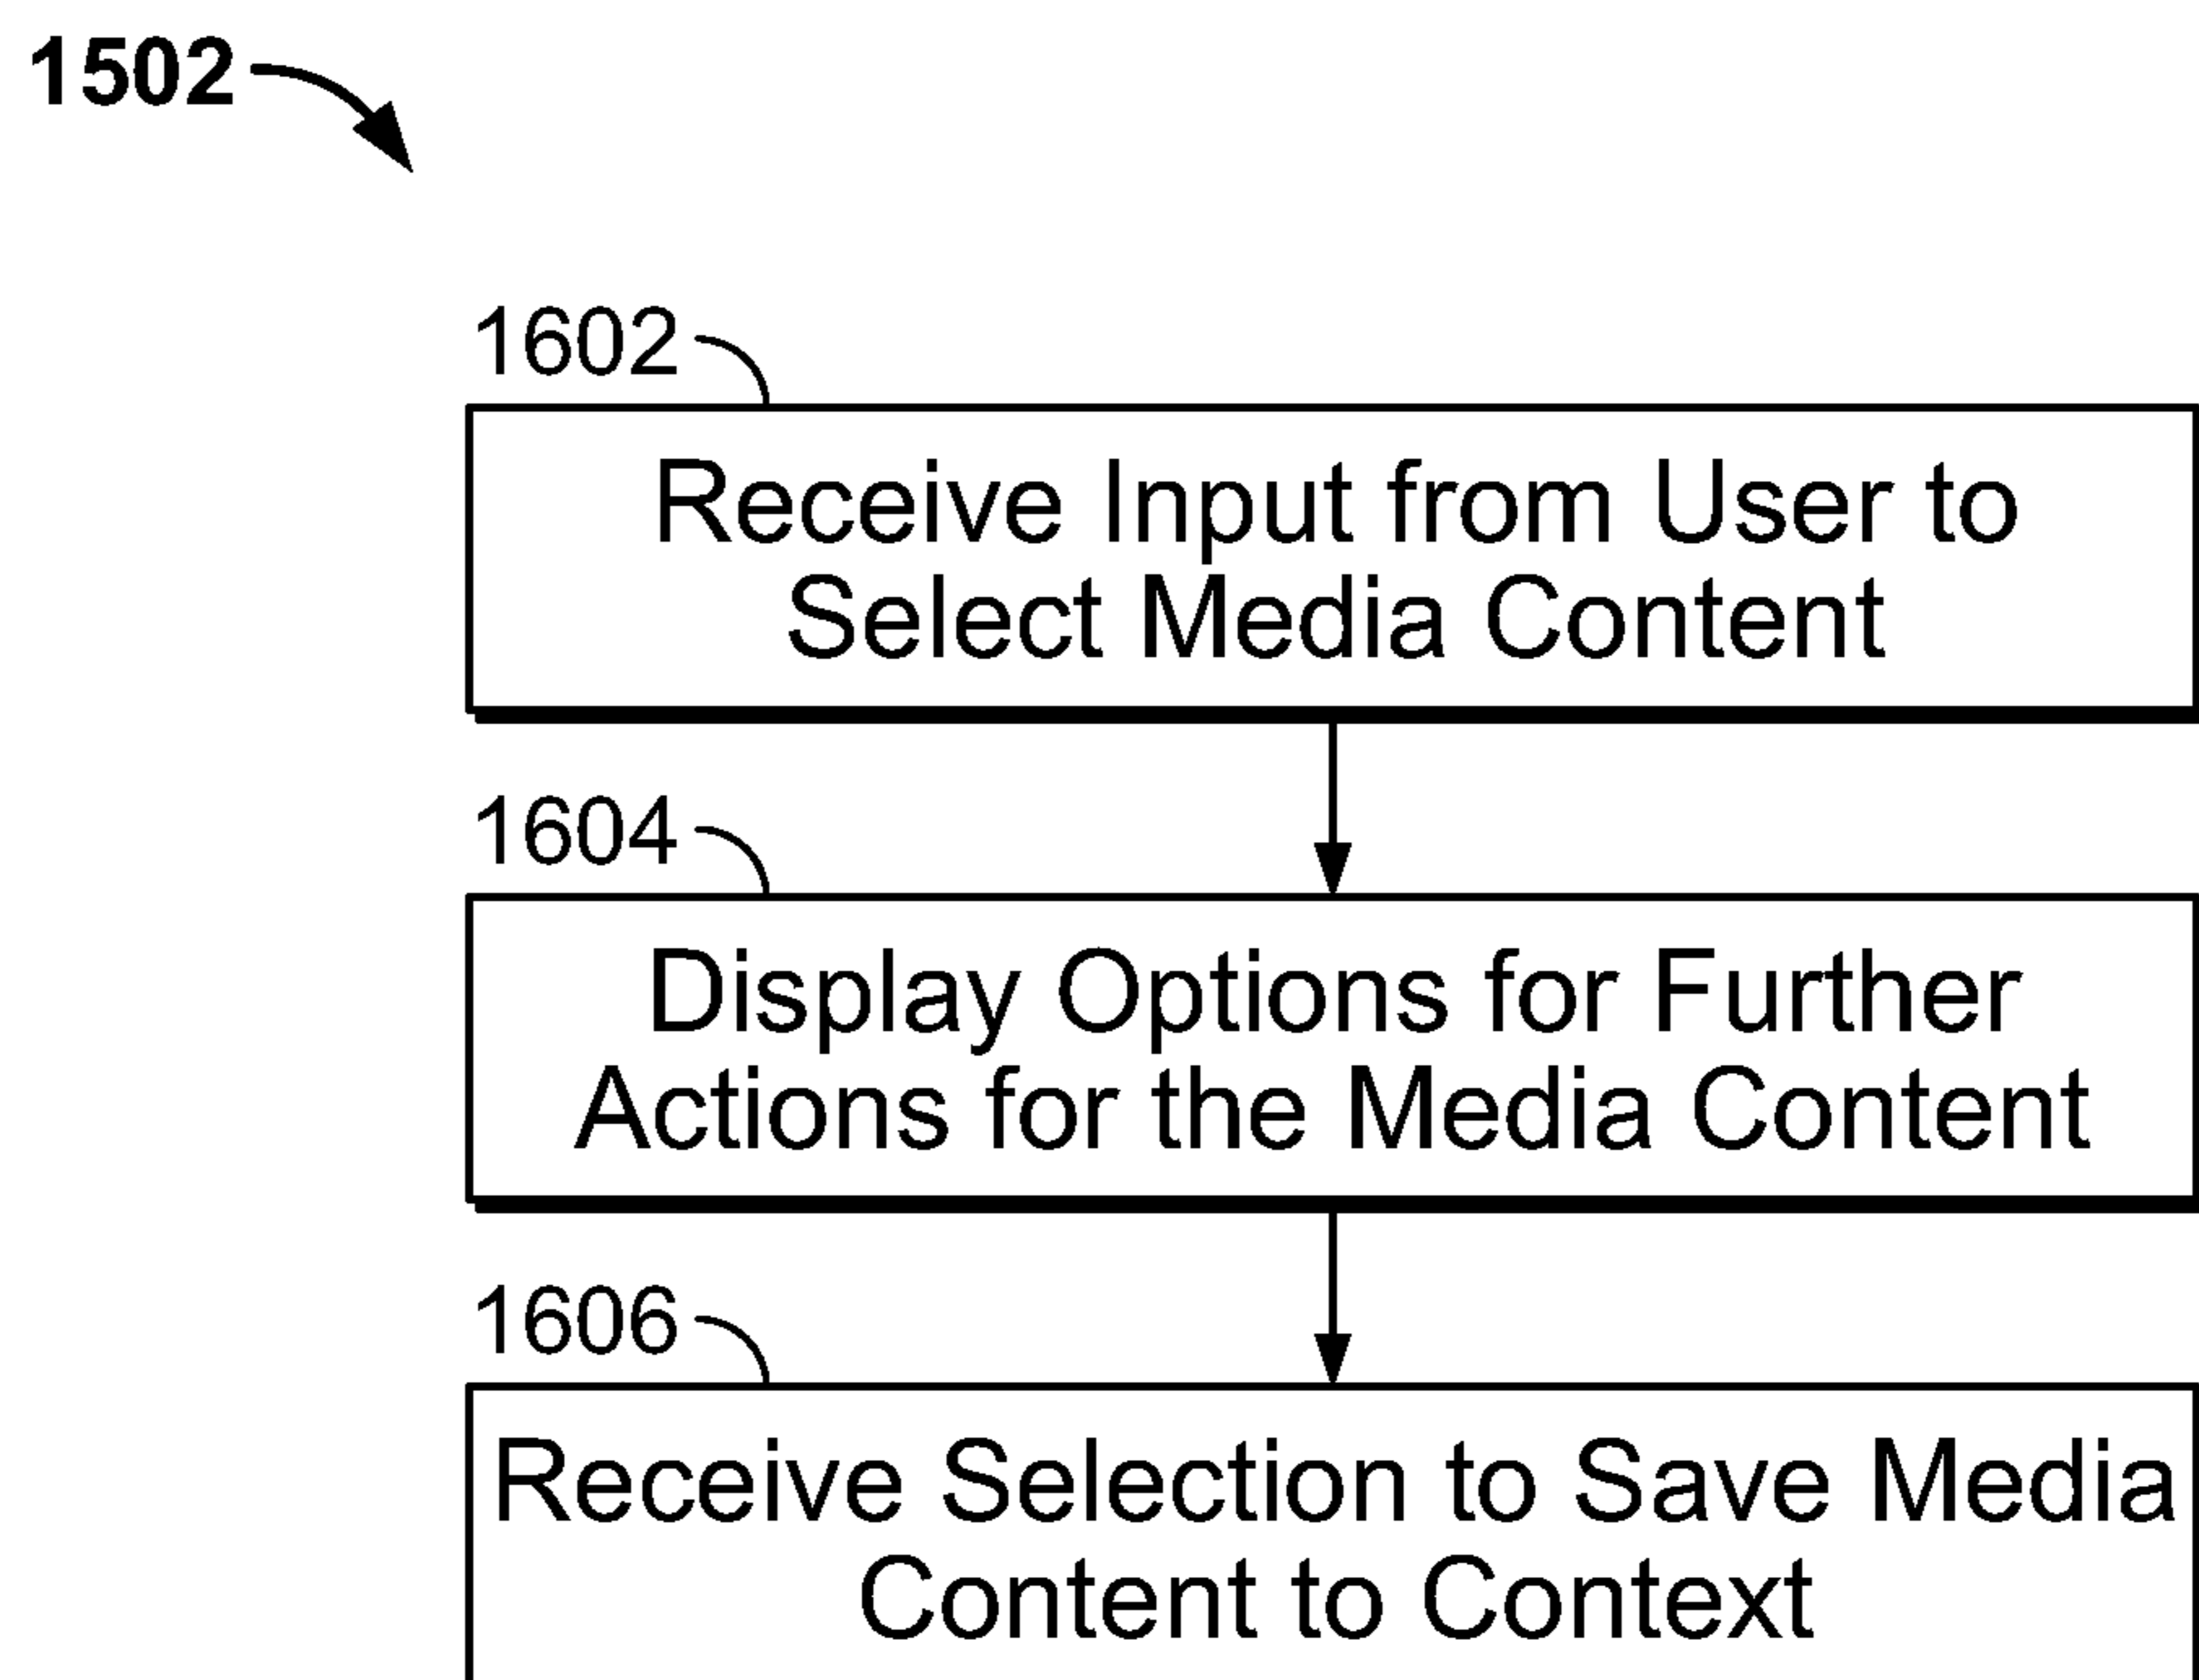 1502
1602
Receive Input from User to
Select Media Content
1604
Display Options for Further
Actions for the Media Content
1606
Receive Selection to Save Media
Content to Context